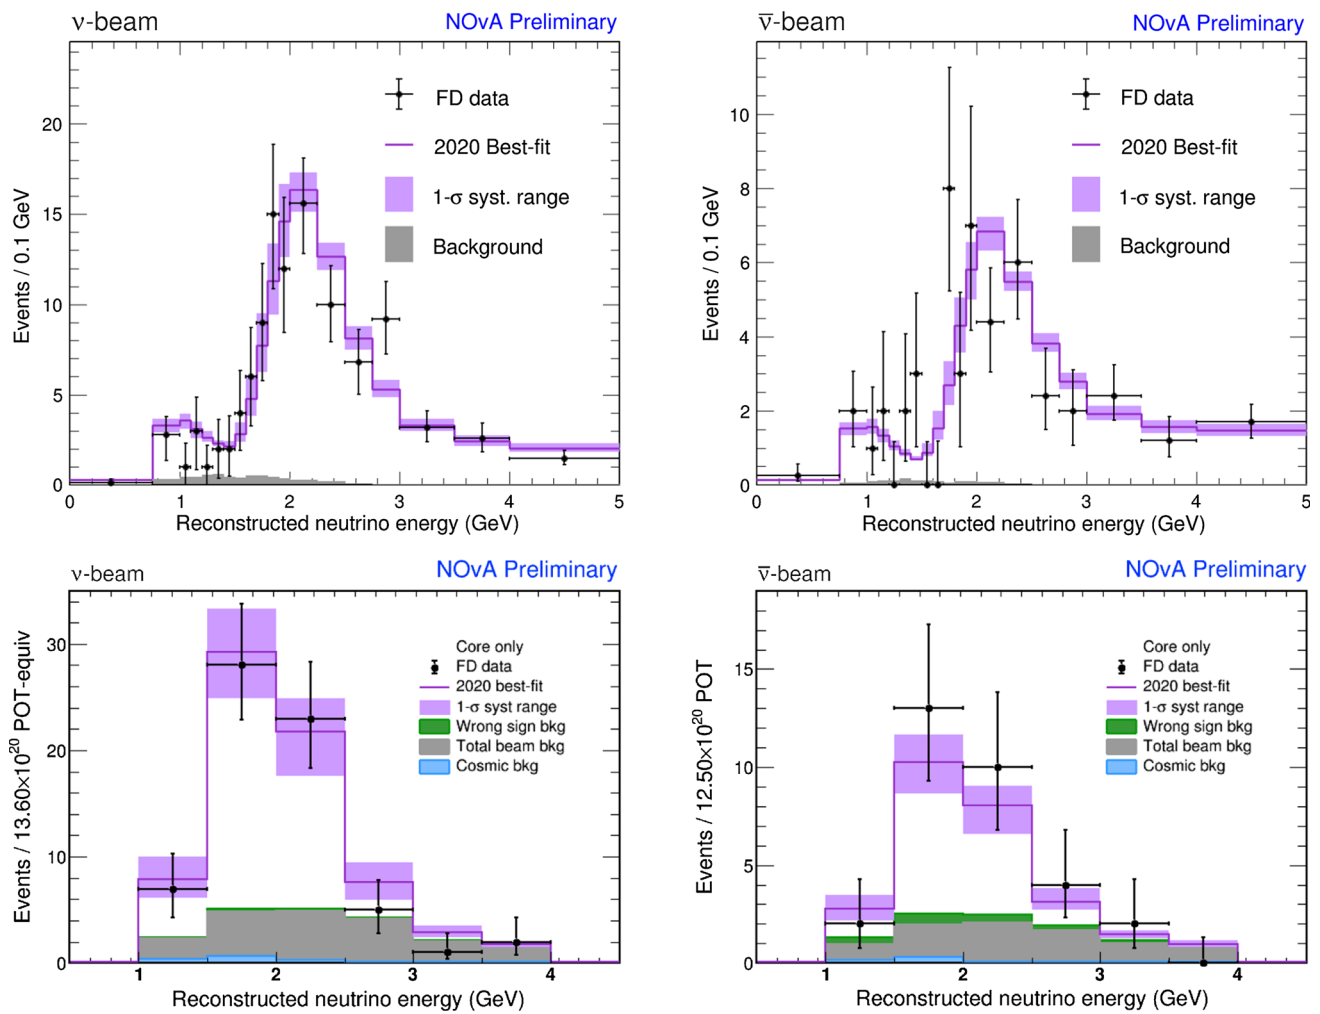 ν-beam NOvA Preliminary
Events / 0.1 GeV
20
15
10
5
0
FD data
2020 Best-fit
1-σ syst. range
Background
0 1 2 3 4 5
Reconstructed neutrino energy (GeV)
ν̅-beam NOvA Preliminary
Events / 0.1 GeV
10
8
6
4
2
0
FD data
2020 Best-fit
1-σ syst. range
Background
0 1 2 3 4 5
Reconstructed neutrino energy (GeV)
ν-beam NOvA Preliminary
Events / 13.60×10²⁰ POT-equiv
30
20
10
0
Core only
FD data
2020 best-fit
1-σ syst range
Wrong sign bkg
Total beam bkg
Cosmic bkg
1 2 3 4
Reconstructed neutrino energy (GeV)
ν̅-beam NOvA Preliminary
Events / 12.50×10²⁰ POT
15
10
5
0
Core only
FD data
2020 best-fit
1-σ syst range
Wrong sign bkg
Total beam bkg
Cosmic bkg
1 2 3 4
Reconstructed neutrino energy (GeV)